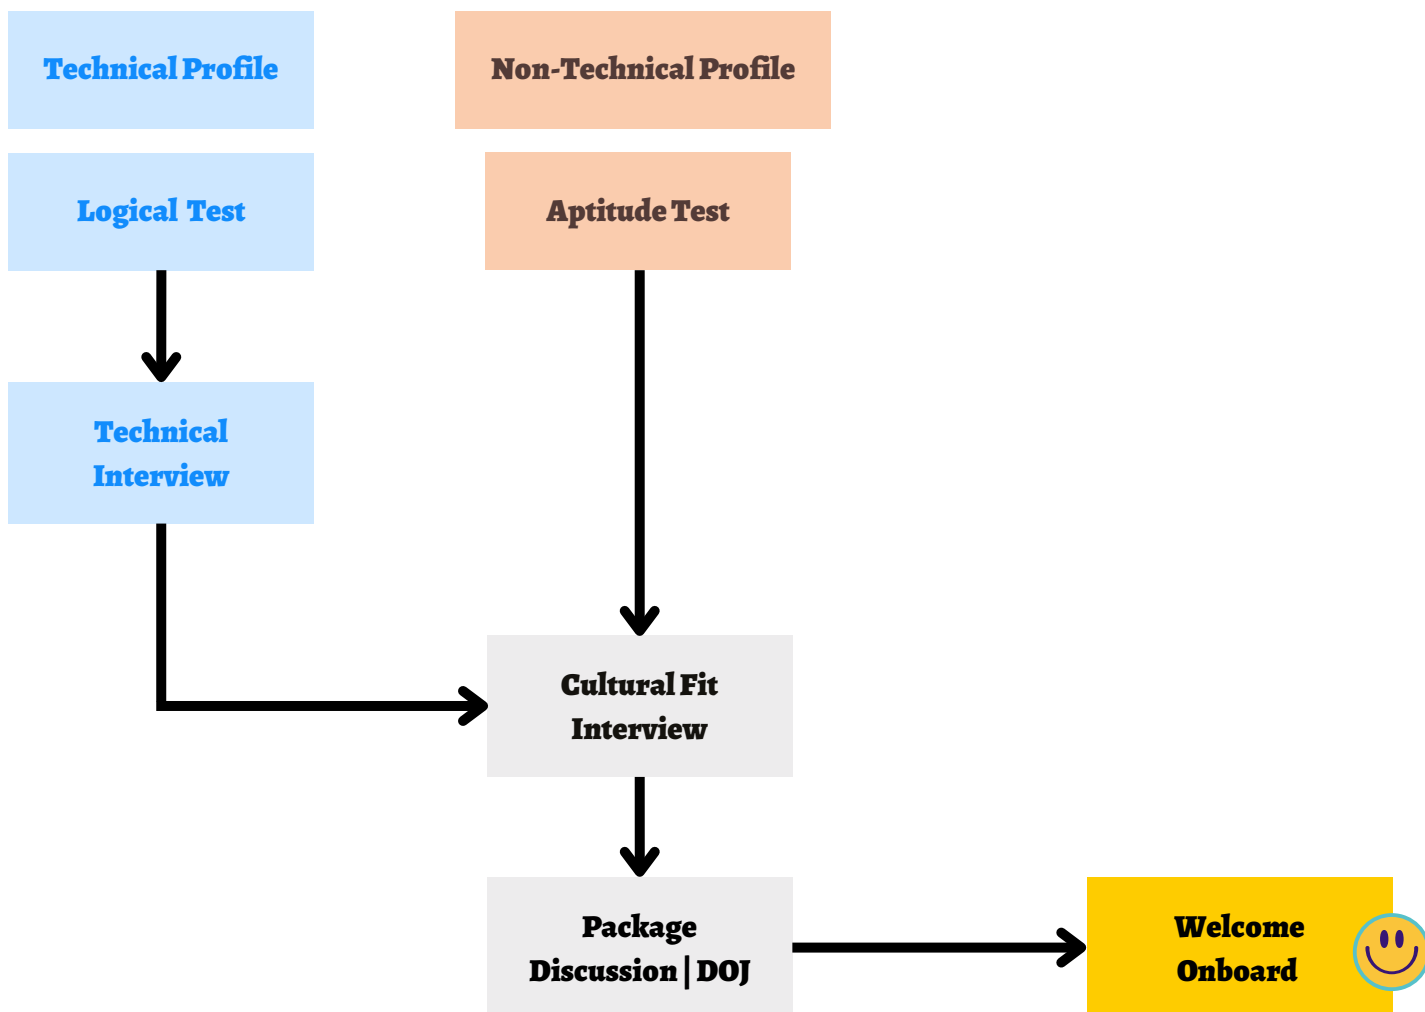 Technical Profile
Non-Technical Profile
Logical Test
Aptitude Test
Technical
Interview
Cultural Fit
Interview
Package
Discussion | DOJ
Welcome
Onboard